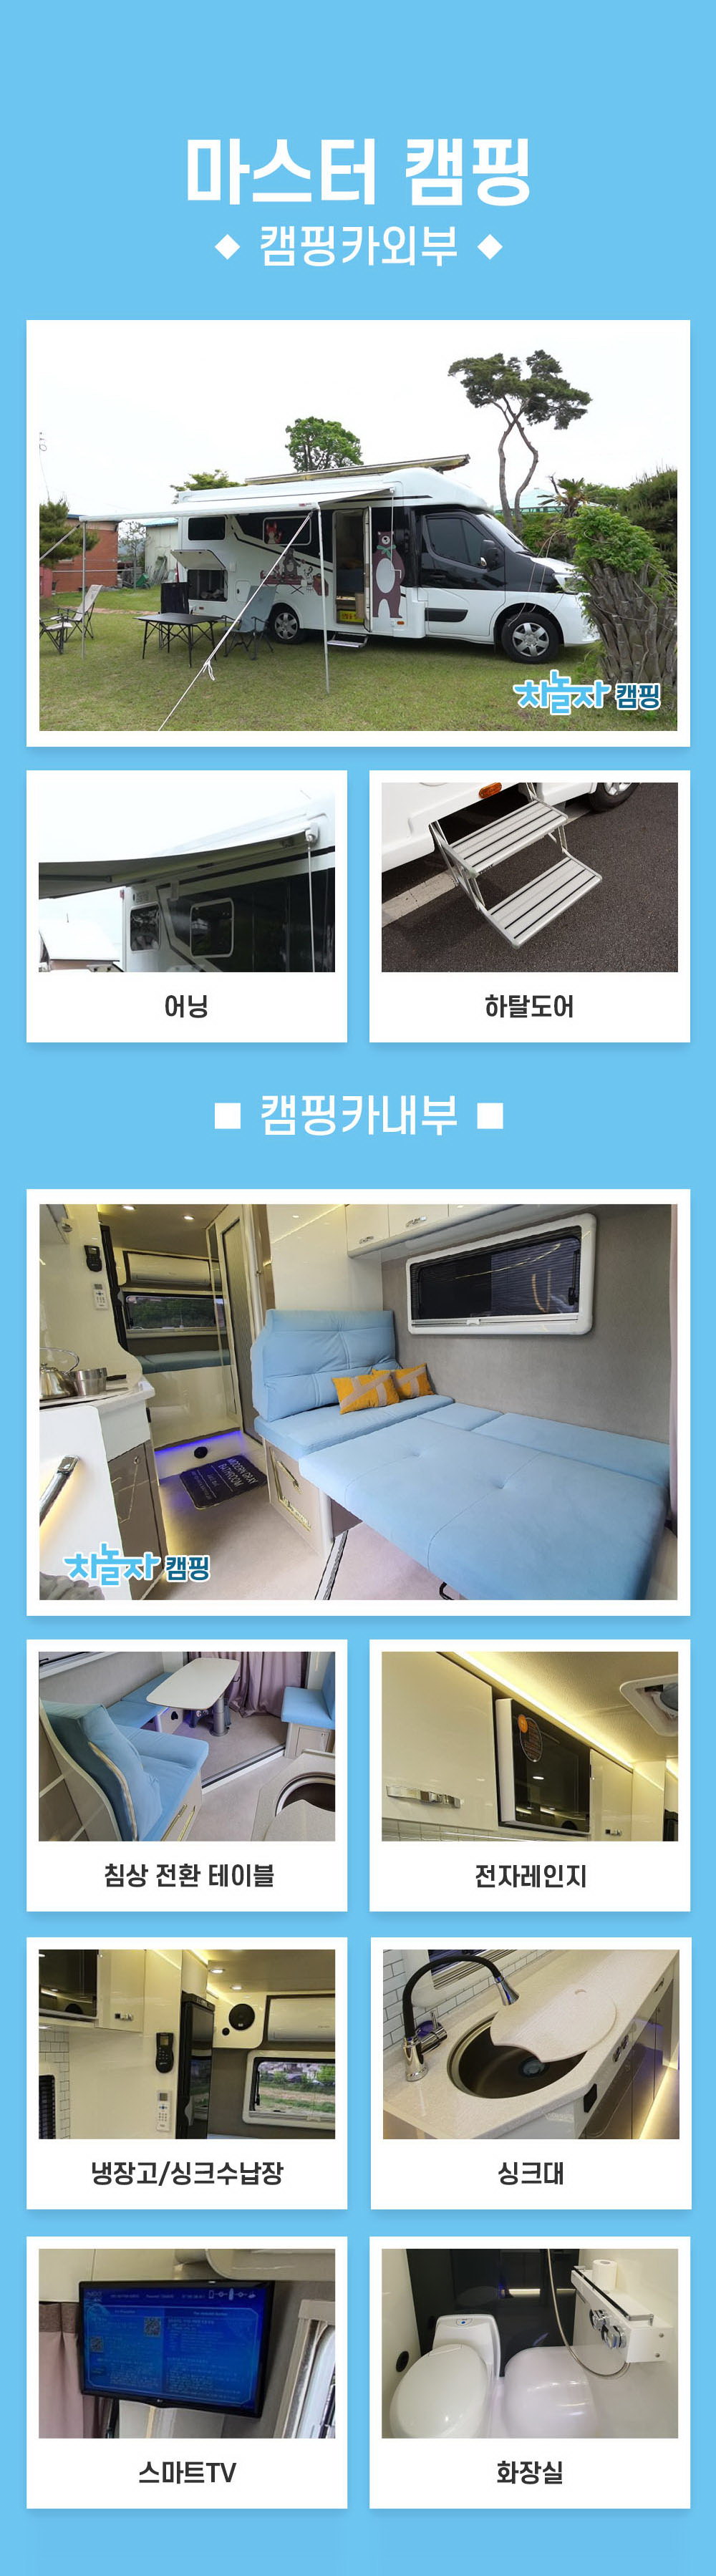 마스터 캠핑
◆ 캠핑카외부 ◆
차놀자 캠핑
어닝
하탈도어
■ 캠핑카내부 ■
차놀자 캠핑
침상 전환 테이블
전자레인지
냉장고/싱크수납장
싱크대
스마트TV
화장실